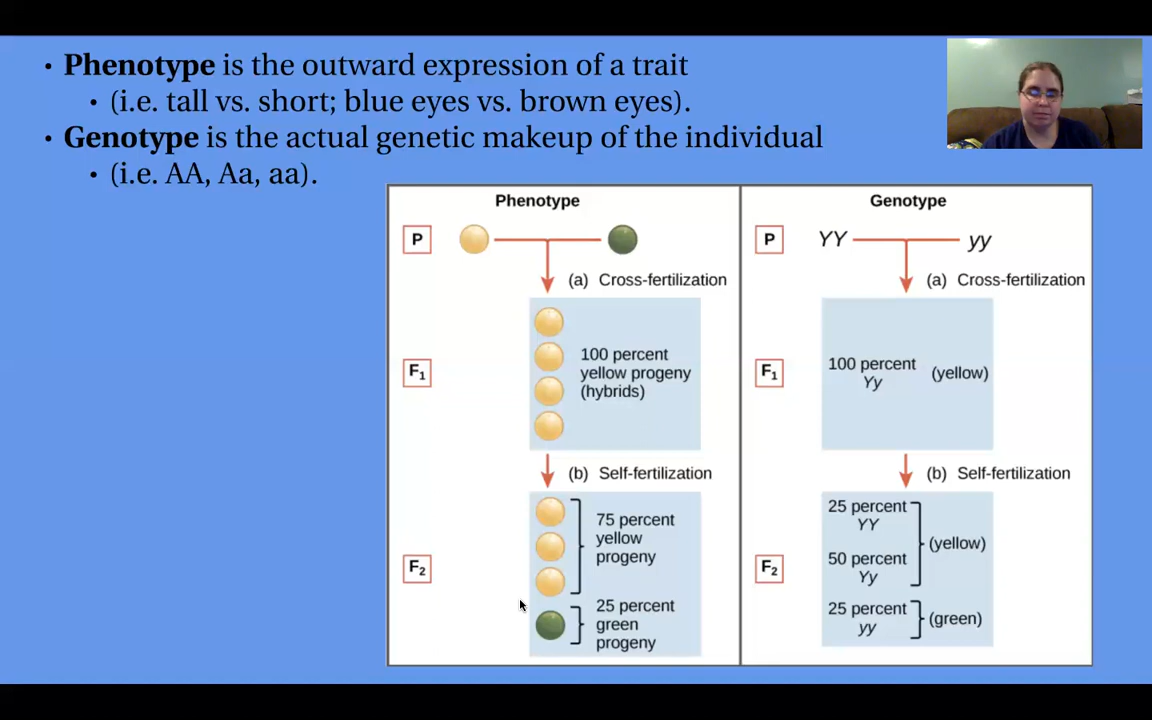 • Phenotype is the outward expression of a trait
• (i.e. tall vs. short; blue eyes vs. brown eyes).
• Genotype is the actual genetic makeup of the individual
• (i.e. AA, Aa, aa).
Phenotype
P
(a) Cross-fertilization
F1
100 percent
yellow progeny
(hybrids)
(b) Self-fertilization
F2
75 percent
yellow
progeny
25 percent
green
progeny
Genotype
P
YY
yy
(a) Cross-fertilization
F1
100 percent
Yy
(yellow)
(b) Self-fertilization
F2
25 percent
YY
50 percent
Yy
(yellow)
25 percent
yy
(green)